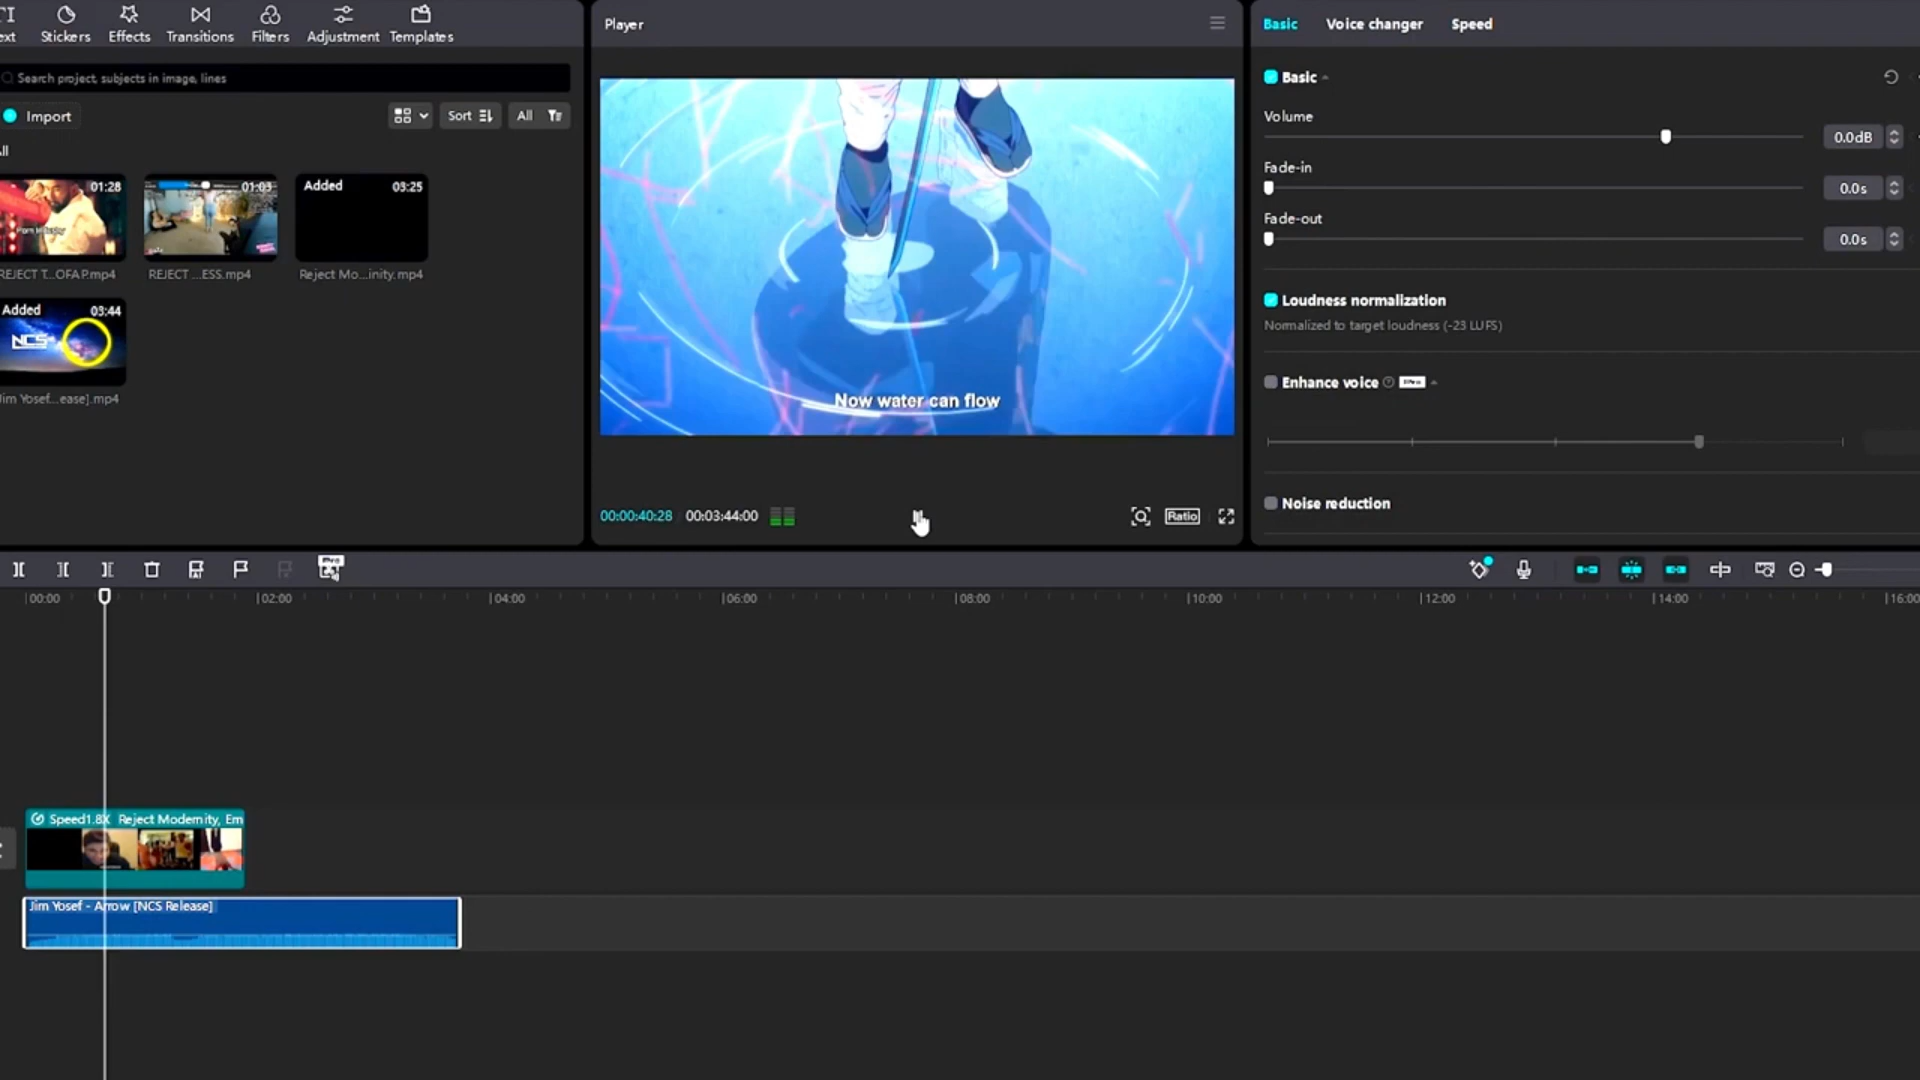 ext Stickers Effects Transitions Filters Adjustment Templates
Search project, subjects in image, lines
Import
Sort
All
ll
01:28
01:03
Added 03:25
REJECT T...OFAP.mp4
REJECT ...ESS.mp4
Reject Mo...inity.mp4
Added 03:44
NCS
Jim Yosef...ease].mp4
Player
Now water can flow
00:00:40:28 00:03:44:00
Ratio
Basic Voice changer Speed
Basic
Volume
0.0dB
Fade-in
0.0s
Fade-out
0.0s
Loudness normalization
Normalized to target loudness (-23 LUFS)
Enhance voice
Noise reduction
00:00 02:00 04:00 06:00 08:00 10:00 12:00 14:00 16:00
Speed1.8X Reject Modernity, Em
Jim Yosef - Arrow [NCS Release]